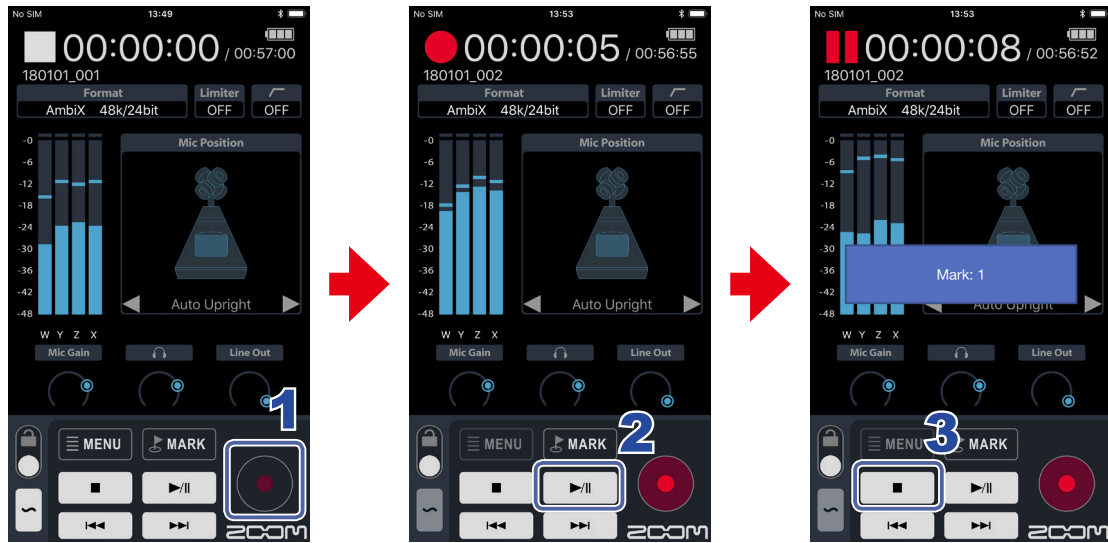 No SIM 13:49
00:00:00 / 00:57:00
180101_001
Format Limiter
AmbiX 48k/24bit OFF OFF
Mic Position
-0
-6
-12
-18
-24
-30
-36
-42
-48
Auto Upright
W Y Z X
Mic Gain Line Out
1
MENU MARK
ZOOM
No SIM 13:53
00:00:05 / 00:56:55
180101_002
Format Limiter
AmbiX 48k/24bit OFF OFF
Mic Position
-0
-6
-12
-18
-24
-30
-36
-42
-48
Auto Upright
W Y Z X
Mic Gain Line Out
2
MENU MARK
ZOOM
No SIM 13:53
00:00:08 / 00:56:52
180101_002
Format Limiter
AmbiX 48k/24bit OFF OFF
Mic Position
-0
-6
-12
-18
-24
-30
-36
-42
-48
Mark: 1
Auto Upright
W Y Z X
Mic Gain Line Out
3
MENU MARK
ZOOM